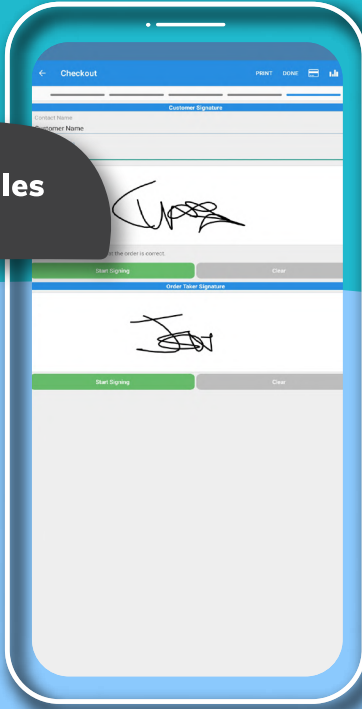 Checkout PRINT DONE
Customer Signature
Contact Name
Customer Name
les
the order is correct
Start Signing Clear
Order Taker Signature
Start Signing Clear